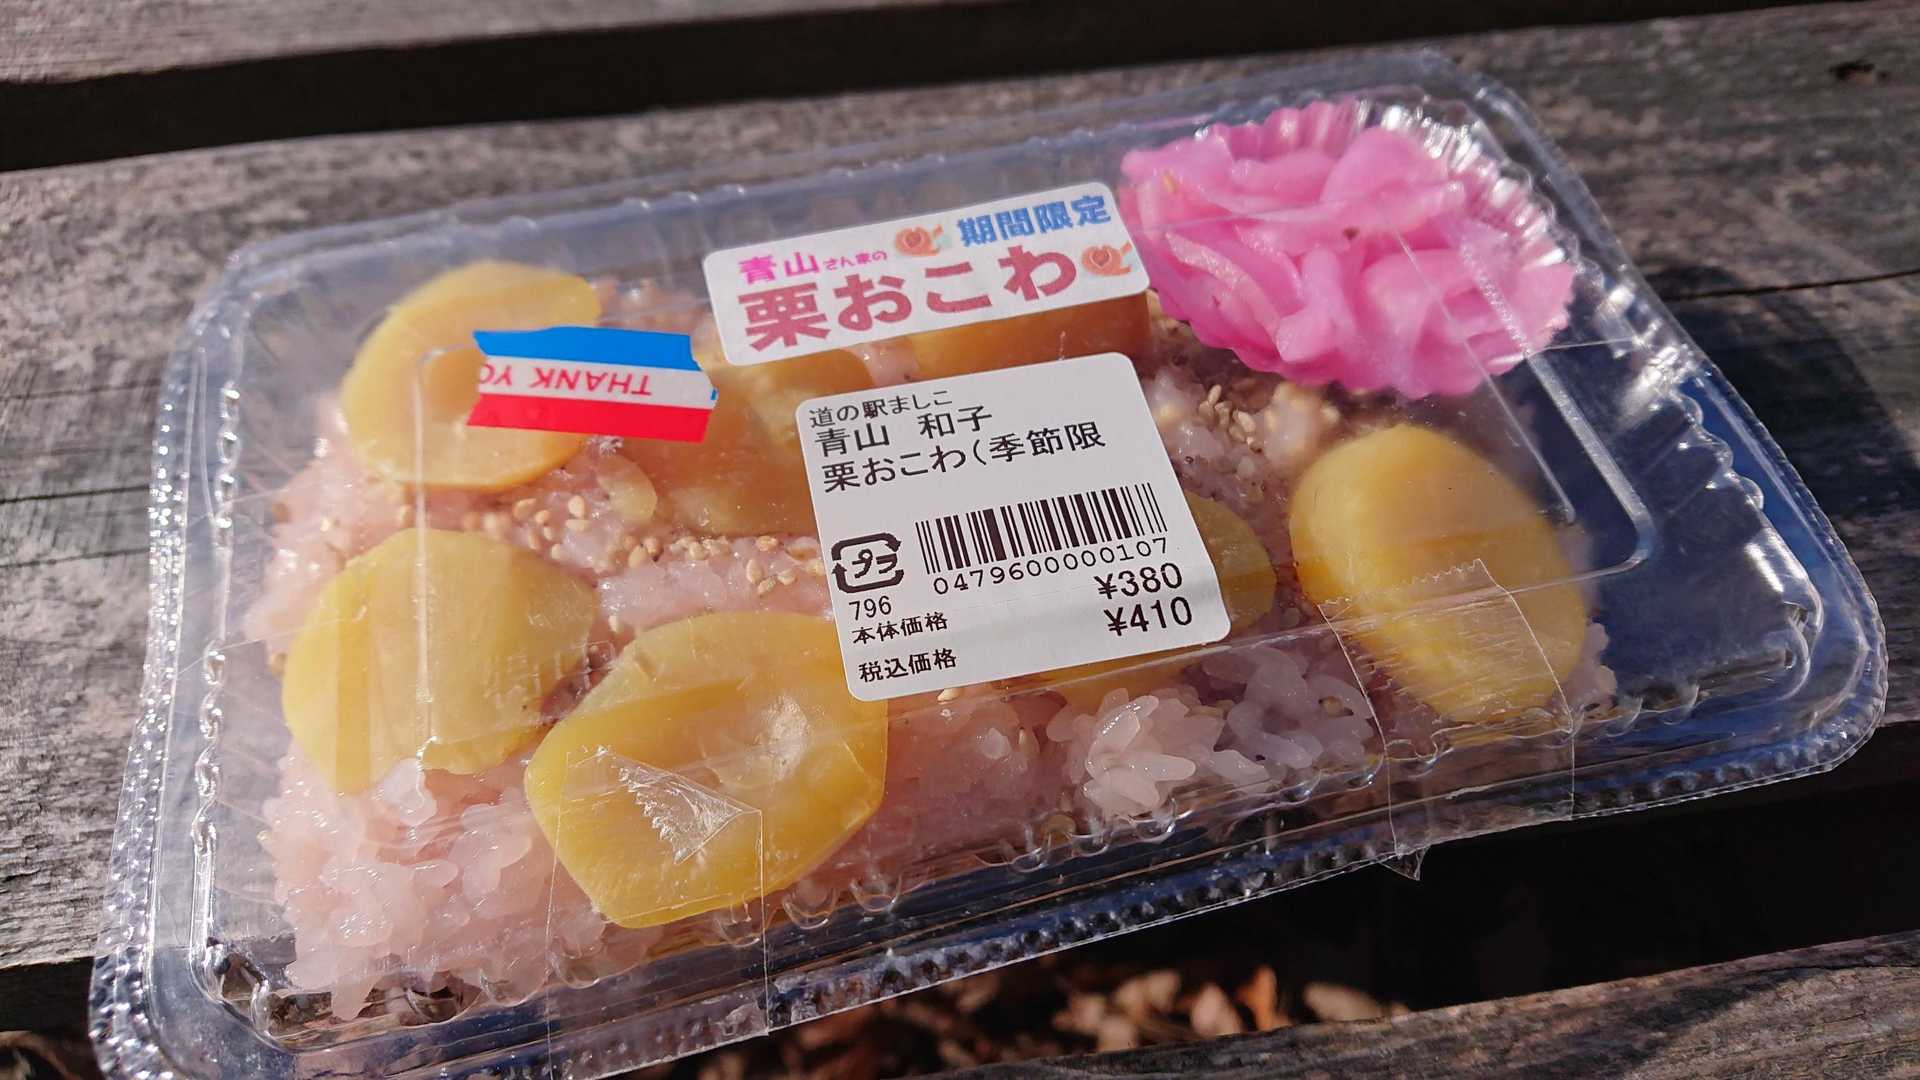 期間限定
青山さん家の
栗おこわ
THANK YO
道の駅ましこ
青山 和子
栗おこわ(季節限
プラ
0479600000107
796 ¥380
本体価格 ¥410
税込価格